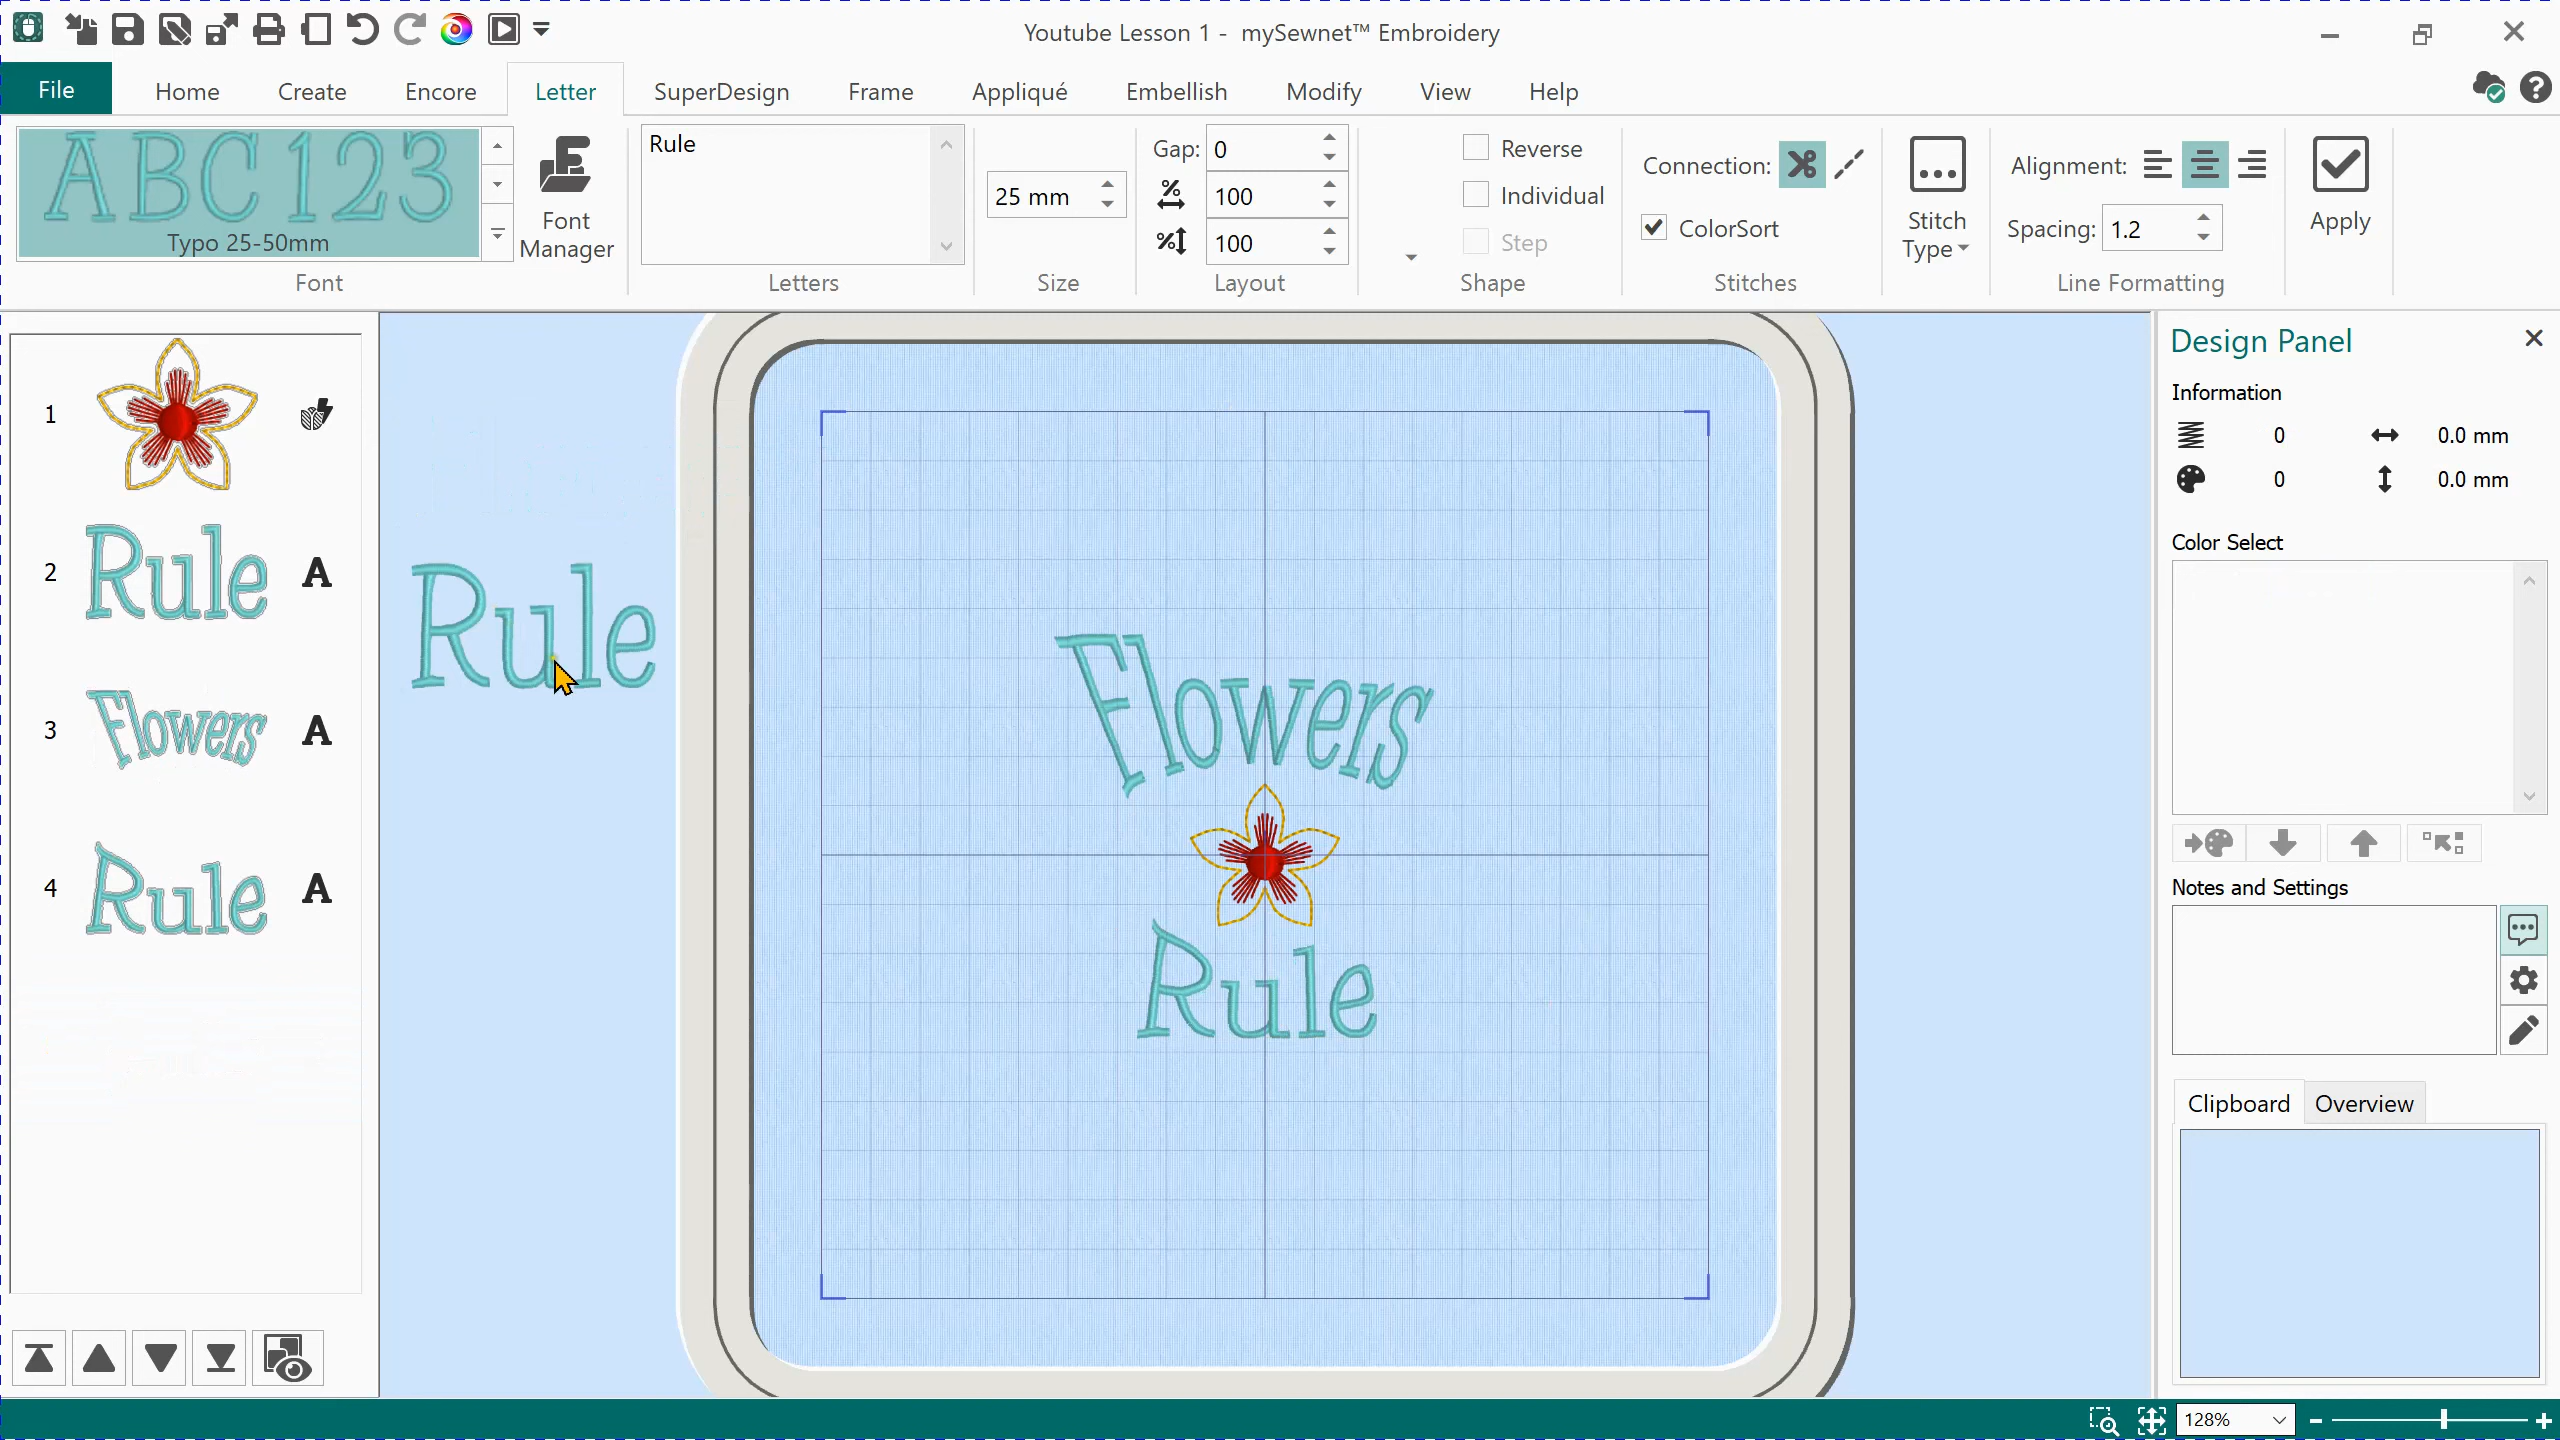 Youtube Lesson 1 - mySewnet™ Embroidery
File Home Create Encore Letter SuperDesign Frame Appliqué Embellish Modify View Help
ABC123
Typo 25-50mm
Font
Manager
Font
Rule
Letters
25 mm
Size
Gap: 0
100
100
Layout
Reverse
Individual
Step
Shape
Connection:
ColorSort
Stitches
Stitch
Type
Alignment:
Spacing: 1.2
Line Formatting
Apply
1
2 Rule A
3 Flowers A
4 Rule A
Rule
Flowers
Rule
Design Panel
Information
0 0.0 mm
0 0.0 mm
Color Select
Notes and Settings
Clipboard Overview
128%